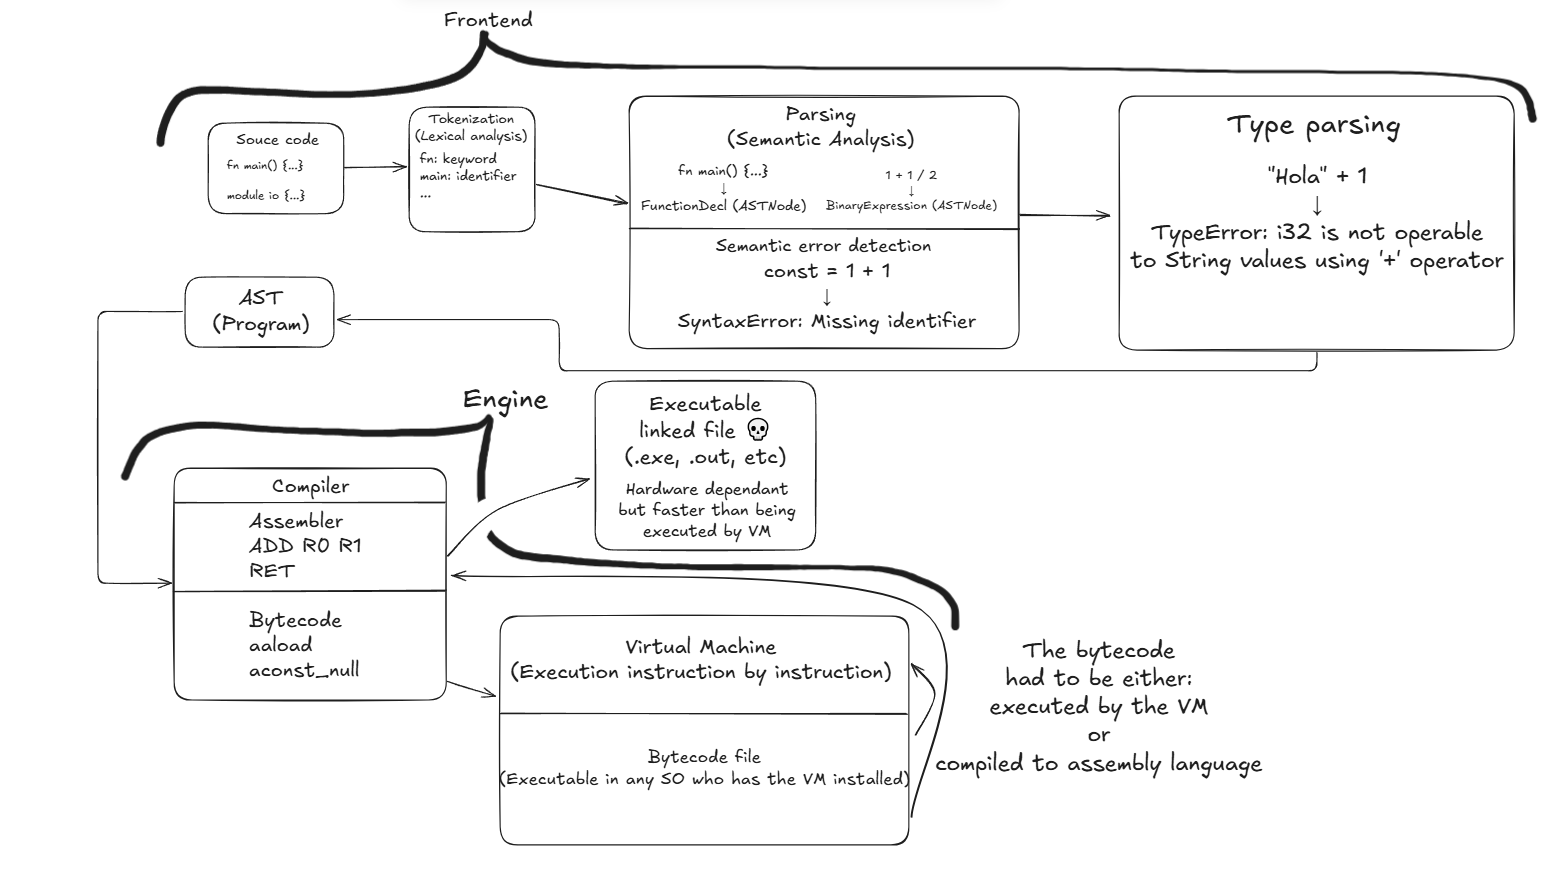 Frontend
Souce code
fn main() {...}
module io {...}
Tokenization
(Lexical analysis)
fn: keyword
main: identifier
...
Parsing
(Semantic Analysis)
fn main() {...}
↓
FunctionDecl (ASTNode)
1 + 1 / 2
↓
BinaryExpression (ASTNode)
Semantic error detection
const = 1 + 1
↓
SyntaxError: Missing identifier
Type parsing
"Hola" + 1
↓
TypeError: i32 is not operable
to String values using '+' operator
AST
(Program)
Engine
Executable
linked file 💀
(.exe, .out, etc)
Hardware dependant
but faster than being
executed by VM
Compiler
Assembler
ADD R0 R1
RET
Bytecode
aaload
aconst_null
Virtual Machine
(Execution instruction by instruction)
Bytecode file
(Executable in any SO who has the VM installed)
The bytecode
had to be either:
executed by the VM
or
compiled to assembly language